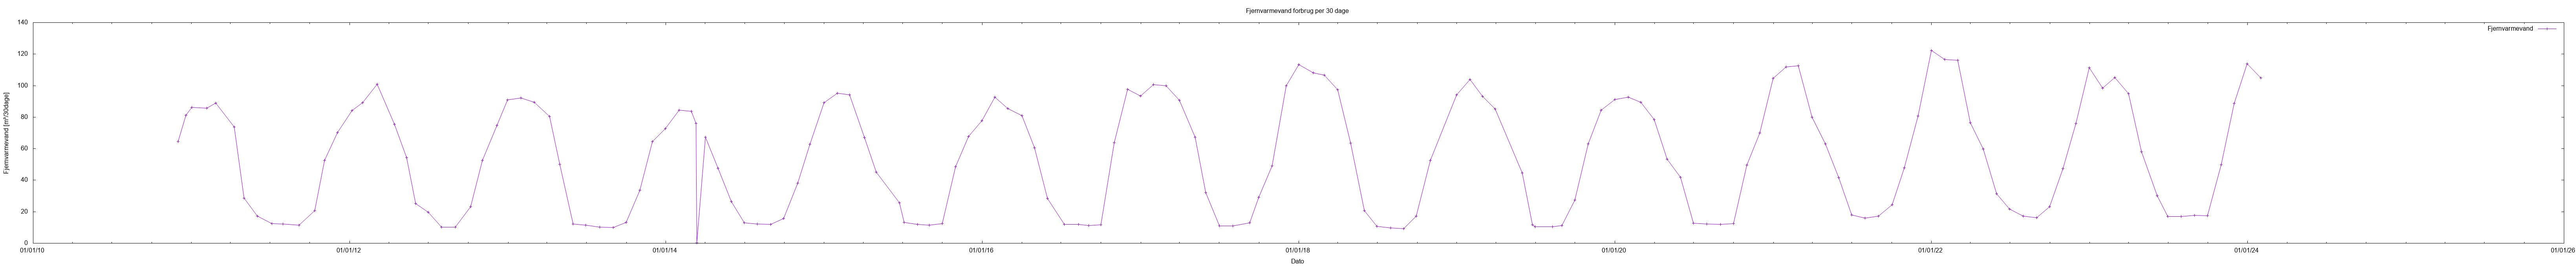 Fjernvarmevand forbrug per 30 dage
140
120
100
80
60
40
20
0
Fjernvarmevand [m³/30dage]
Fjernvarmevand
01/01/10 01/01/12 01/01/14 01/01/16 01/01/18 01/01/20 01/01/22 01/01/24 01/01/26
Dato